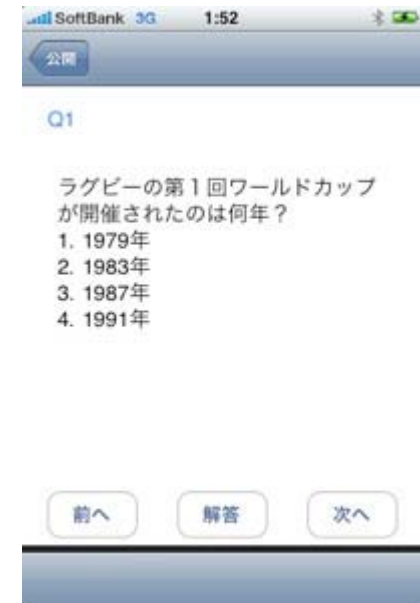 SoftBank 3G 1:52
公開
Q1
ラグビーの第１回ワールドカップ
が開催されたのは何年？
1. 1979年
2. 1983年
3. 1987年
4. 1991年
前へ 解答 次へ